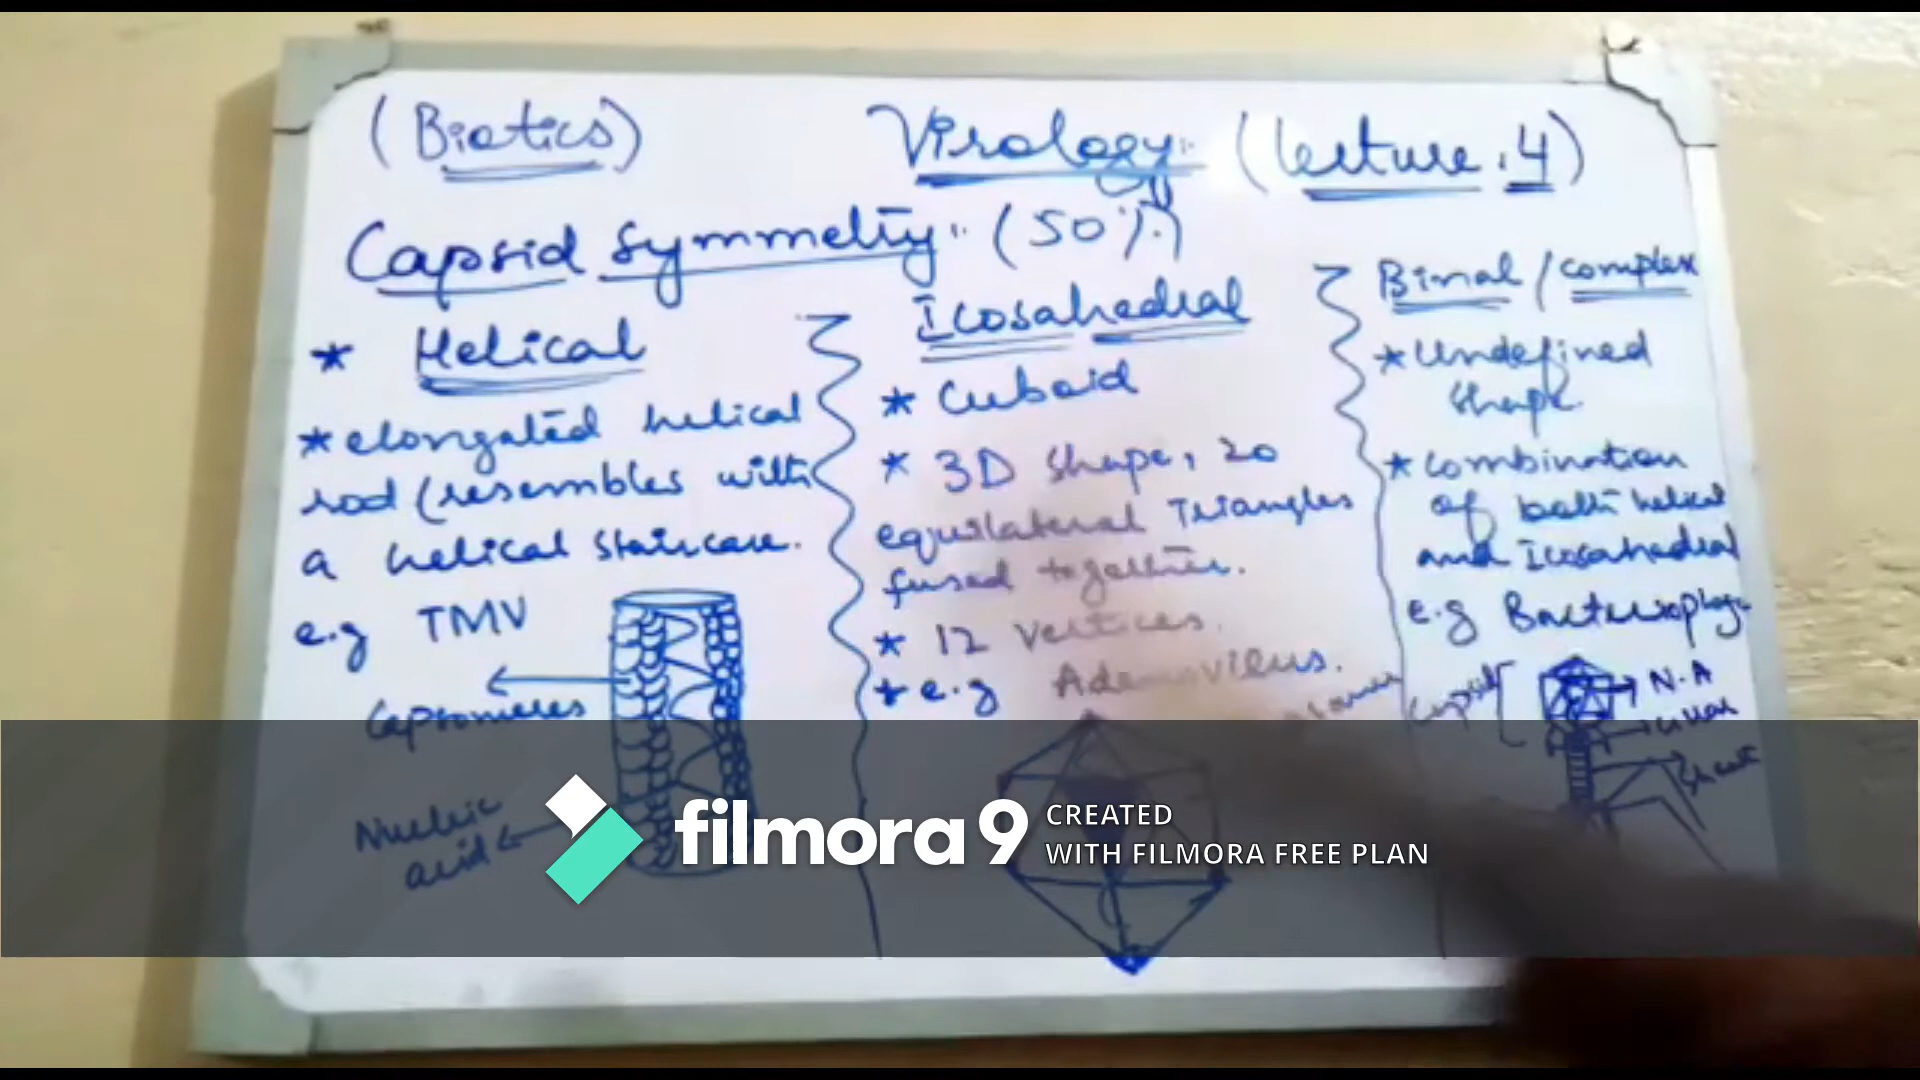 (Biotics)
Virology (Lecture.4)
Capsid Symmetry (50%)
* Helical
* elongated helical
rod (resembles with
a helical staircase.
e.g TMV
Capsomeres
Nucleic
acid
Icosahedral
* Cuboid
* 3D shape, 20
equilateral Triangles
fused together.
* 12 Vertices.
* e.g Adenovirus.
Binal / complex
* Undefined
shape.
* combination
of both helical
and Icosahedral
e.g Bacteriophage
Capsid
N.A
filmora 9
CREATED
WITH FILMORA FREE PLAN